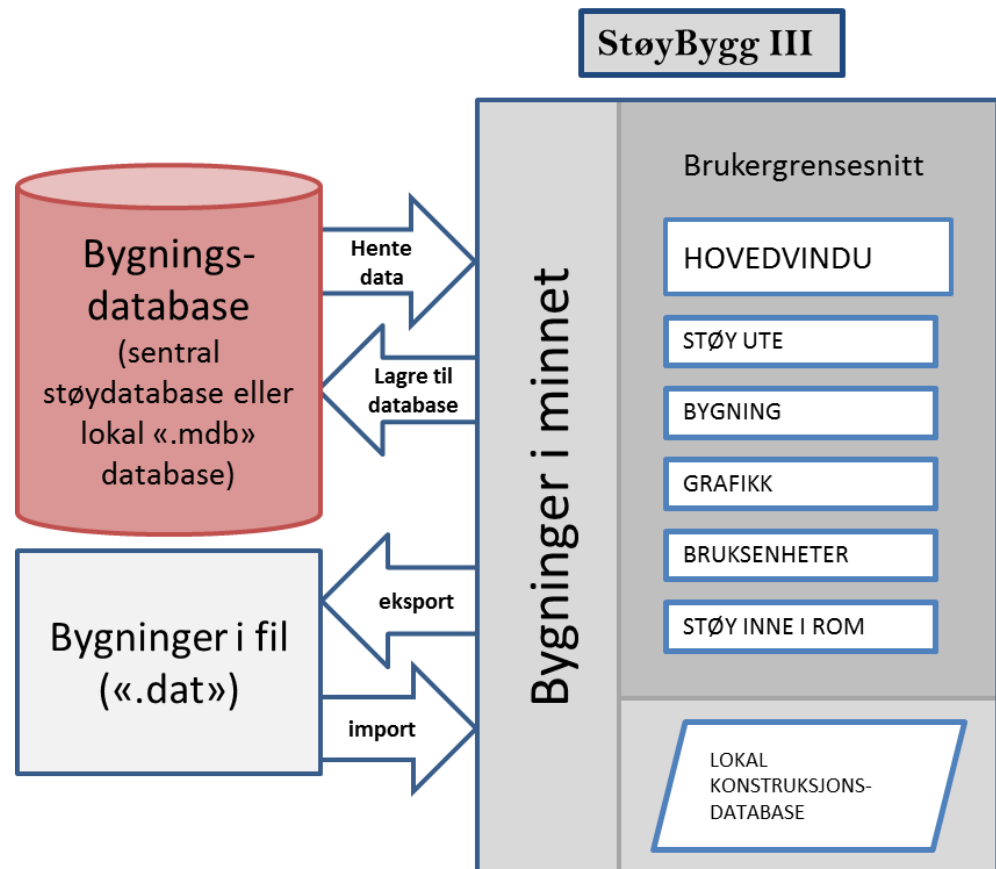 StøyBygg III
Bygnings-
database
(sentral
støydatabase eller
lokal «.mdb»
database)
Hente
data
Lagre til
database
Bygninger i fil
(«.dat»)
eksport
import
Bygninger i minnet
Brukergrensesnitt
HOVEDVINDU
STØY UTE
BYGNING
GRAFIKK
BRUKSENHETER
STØY INNE I ROM
LOKAL
KONSTRUKSJONS-
DATABASE